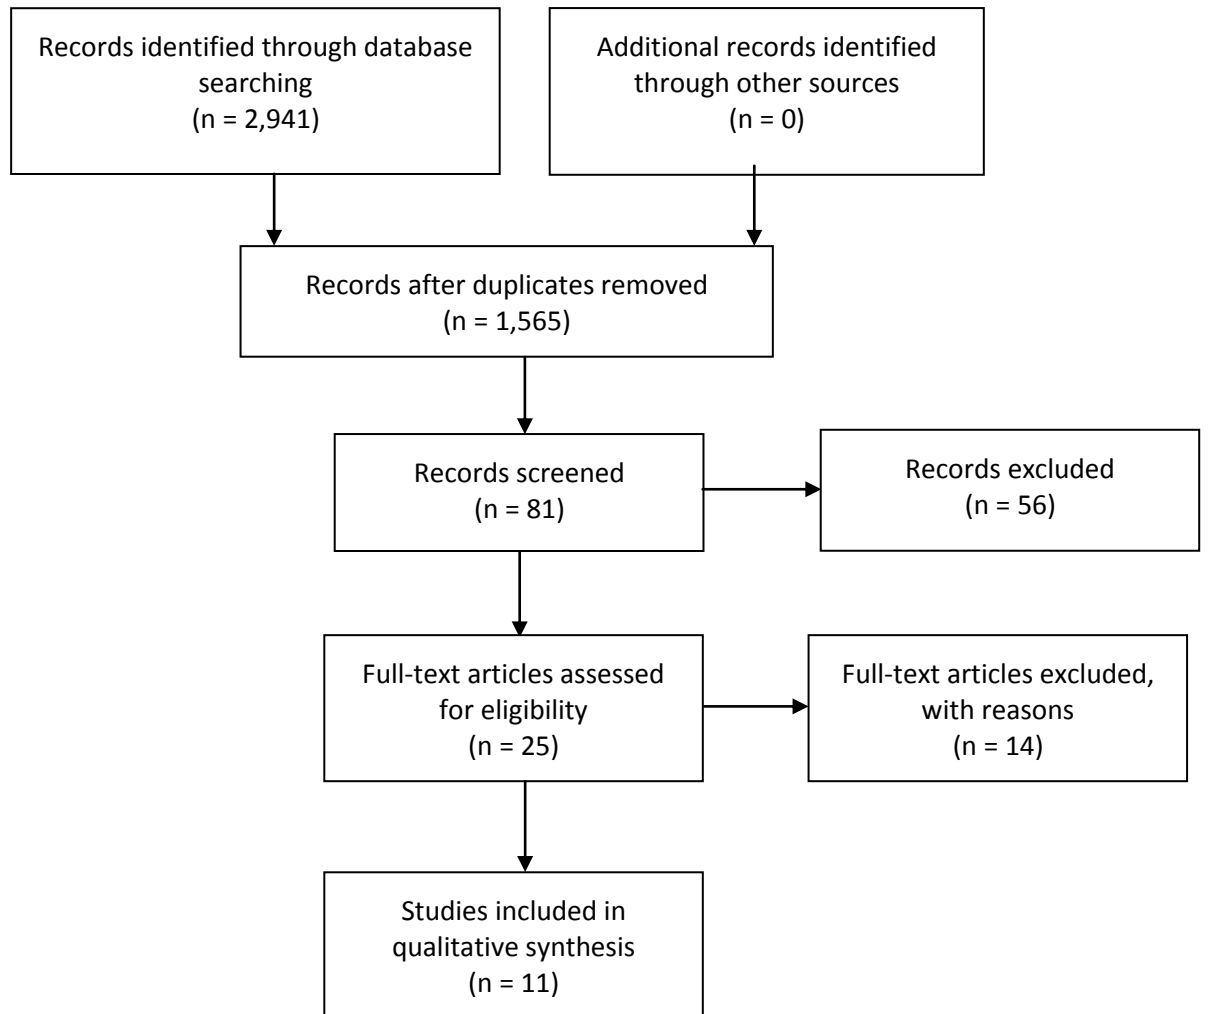 Records identified through database
searching
(n = 2,941)
Additional records identified
through other sources
(n = 0)
Records after duplicates removed
(n = 1,565)
Records screened
(n = 81)
Records excluded
(n = 56)
Full-text articles assessed
for eligibility
(n = 25)
Full-text articles excluded,
with reasons
(n = 14)
Studies included in
qualitative synthesis
(n = 11)